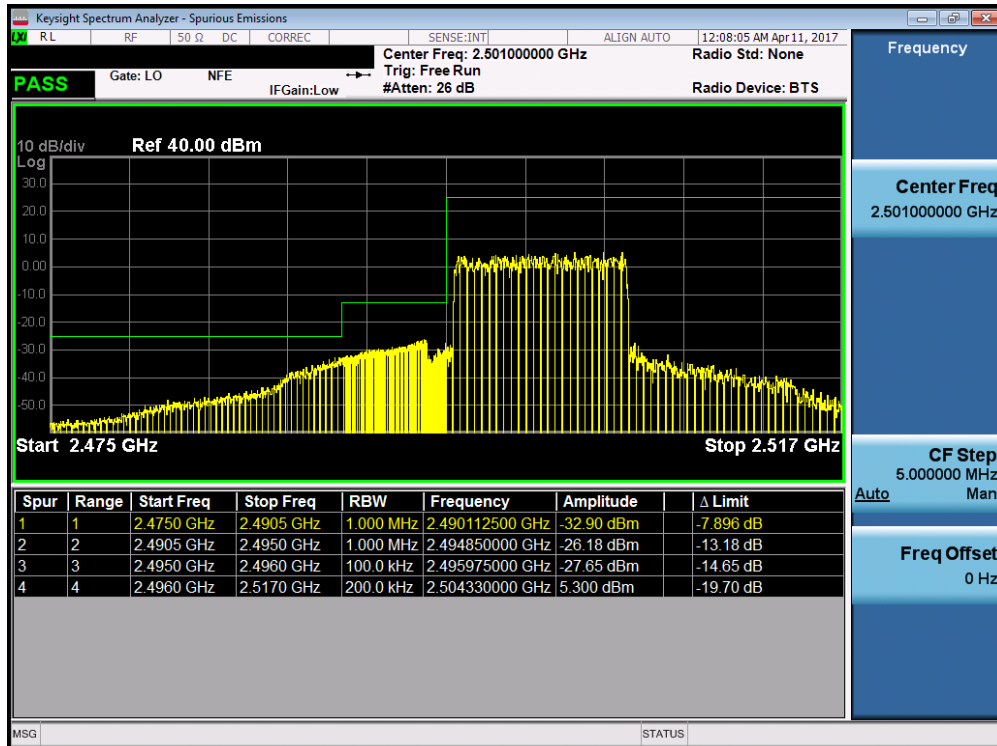 Keysight Spectrum Analyzer - Spurious Emissions
LXI RL RF 50 Ω DC CORREC SENSE:INT ALIGN AUTO 12:08:05 AM Apr 11, 2017
Center Freq: 2.501000000 GHz Radio Std: None
PASS Gate: LO NFE Trig: Free Run
IFGain:Low #Atten: 26 dB Radio Device: BTS
10 dB/div Ref 40.00 dBm
Log
30.0
20.0
10.0
0.00
-10.0
-20.0
-30.0
-40.0
-50.0
Start 2.475 GHz Stop 2.517 GHz
Spur Range Start Freq Stop Freq RBW Frequency Amplitude Δ Limit
1 1 2.4750 GHz 2.4905 GHz 1.000 MHz 2.490112500 GHz -32.90 dBm -7.896 dB
2 2 2.4905 GHz 2.4950 GHz 1.000 MHz 2.494850000 GHz -26.18 dBm -13.18 dB
3 3 2.4950 GHz 2.4960 GHz 100.0 kHz 2.495975000 GHz -27.65 dBm -14.65 dB
4 4 2.4960 GHz 2.5170 GHz 200.0 kHz 2.504330000 GHz 5.300 dBm -19.70 dB
MSG STATUS
Frequency
Center Freq
2.501000000 GHz
CF Step
5.000000 MHz
Auto Man
Freq Offset
0 Hz